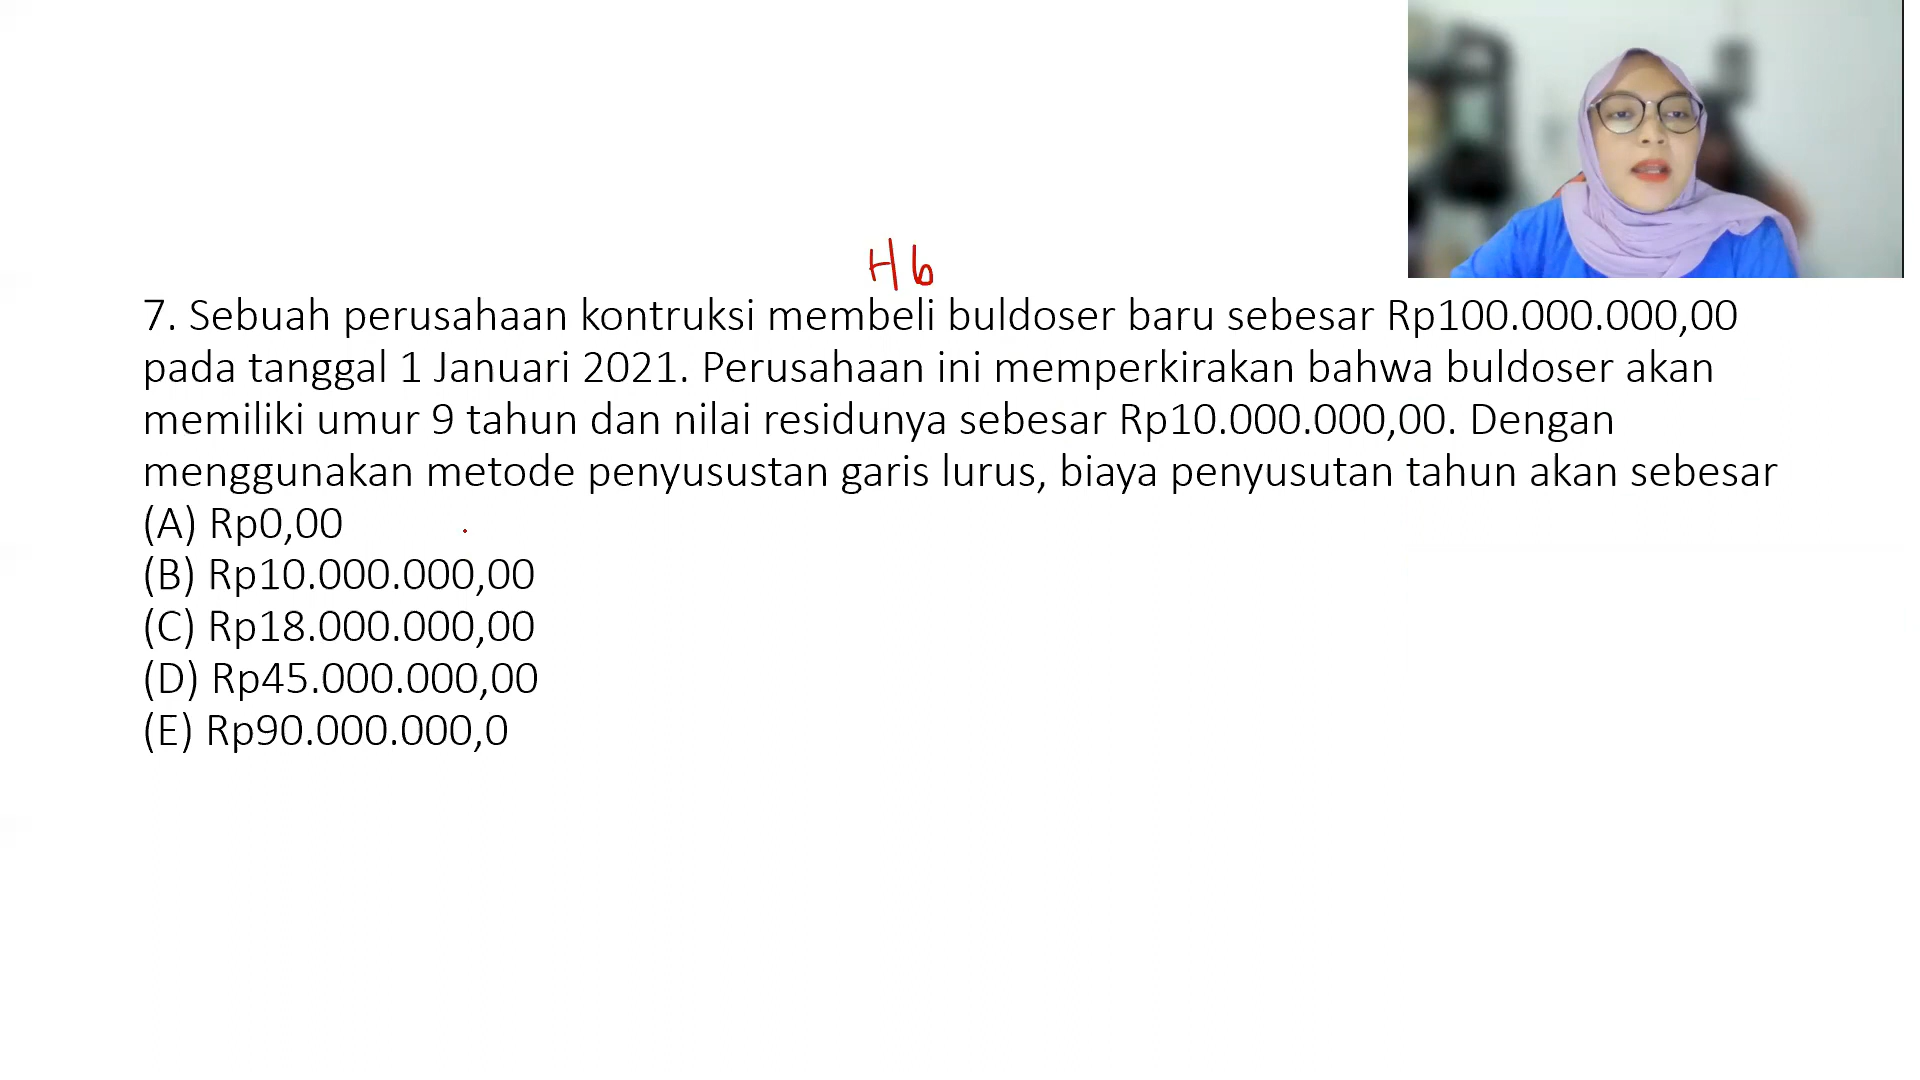 Hb
7. Sebuah perusahaan kontruksi membeli buldoser baru sebesar Rp100.000.000,00
pada tanggal 1 Januari 2021. Perusahaan ini memperkirakan bahwa buldoser akan
memiliki umur 9 tahun dan nilai residunya sebesar Rp10.000.000,00. Dengan
menggunakan metode penyusustan garis lurus, biaya penyusutan tahun akan sebesar
(A) Rp0,00
(B) Rp10.000.000,00
(C) Rp18.000.000,00
(D) Rp45.000.000,00
(E) Rp90.000.000,0